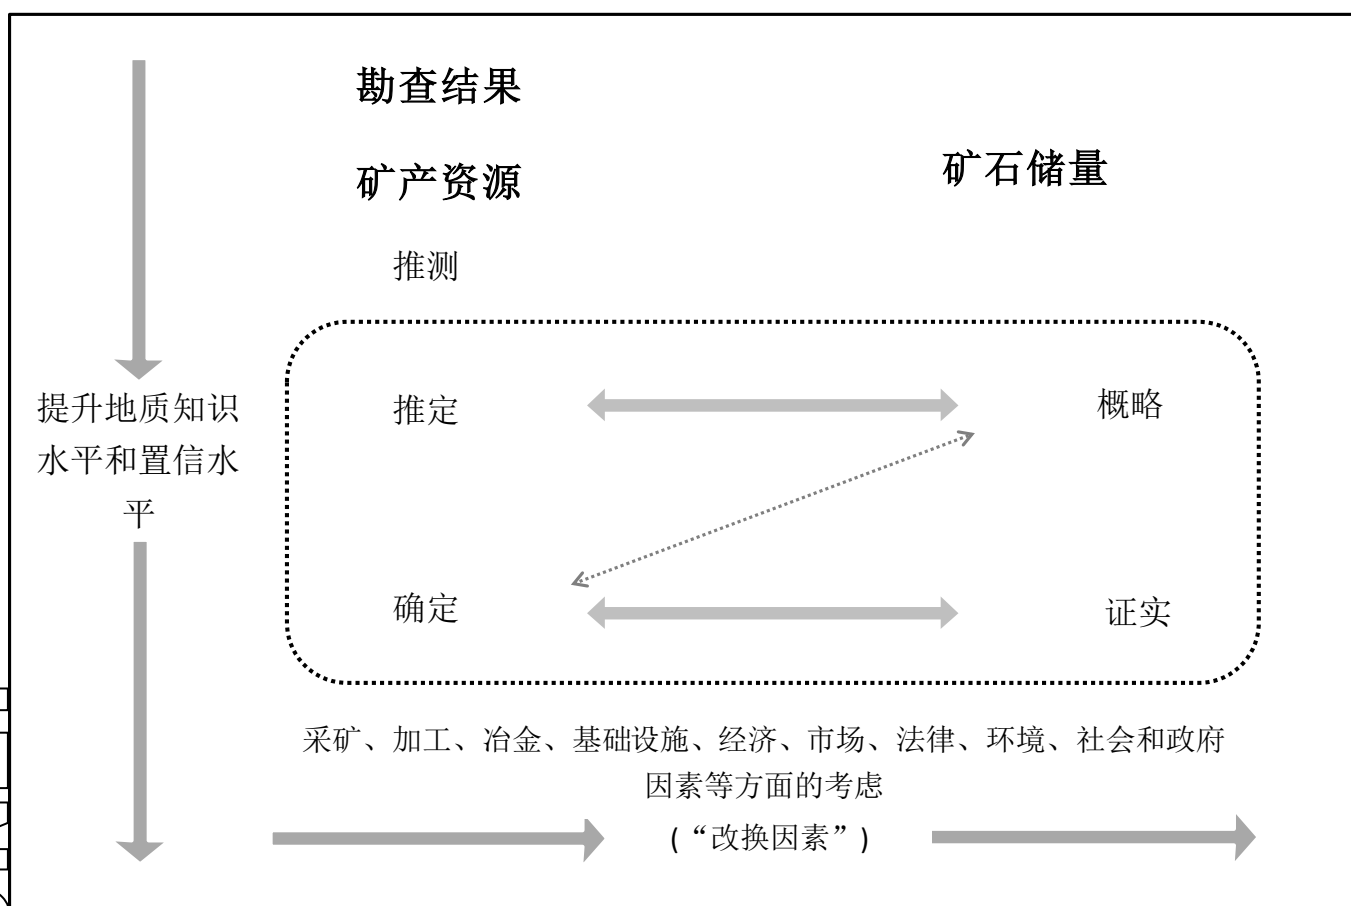 勘查结果
矿产资源
矿石储量
推测
提升地质知识
水平和置信水
平
推定
概略
确定
证实
采矿、加工、冶金、基础设施、经济、市场、法律、环境、社会和政府
因素等方面的考虑
(“改换因素”)